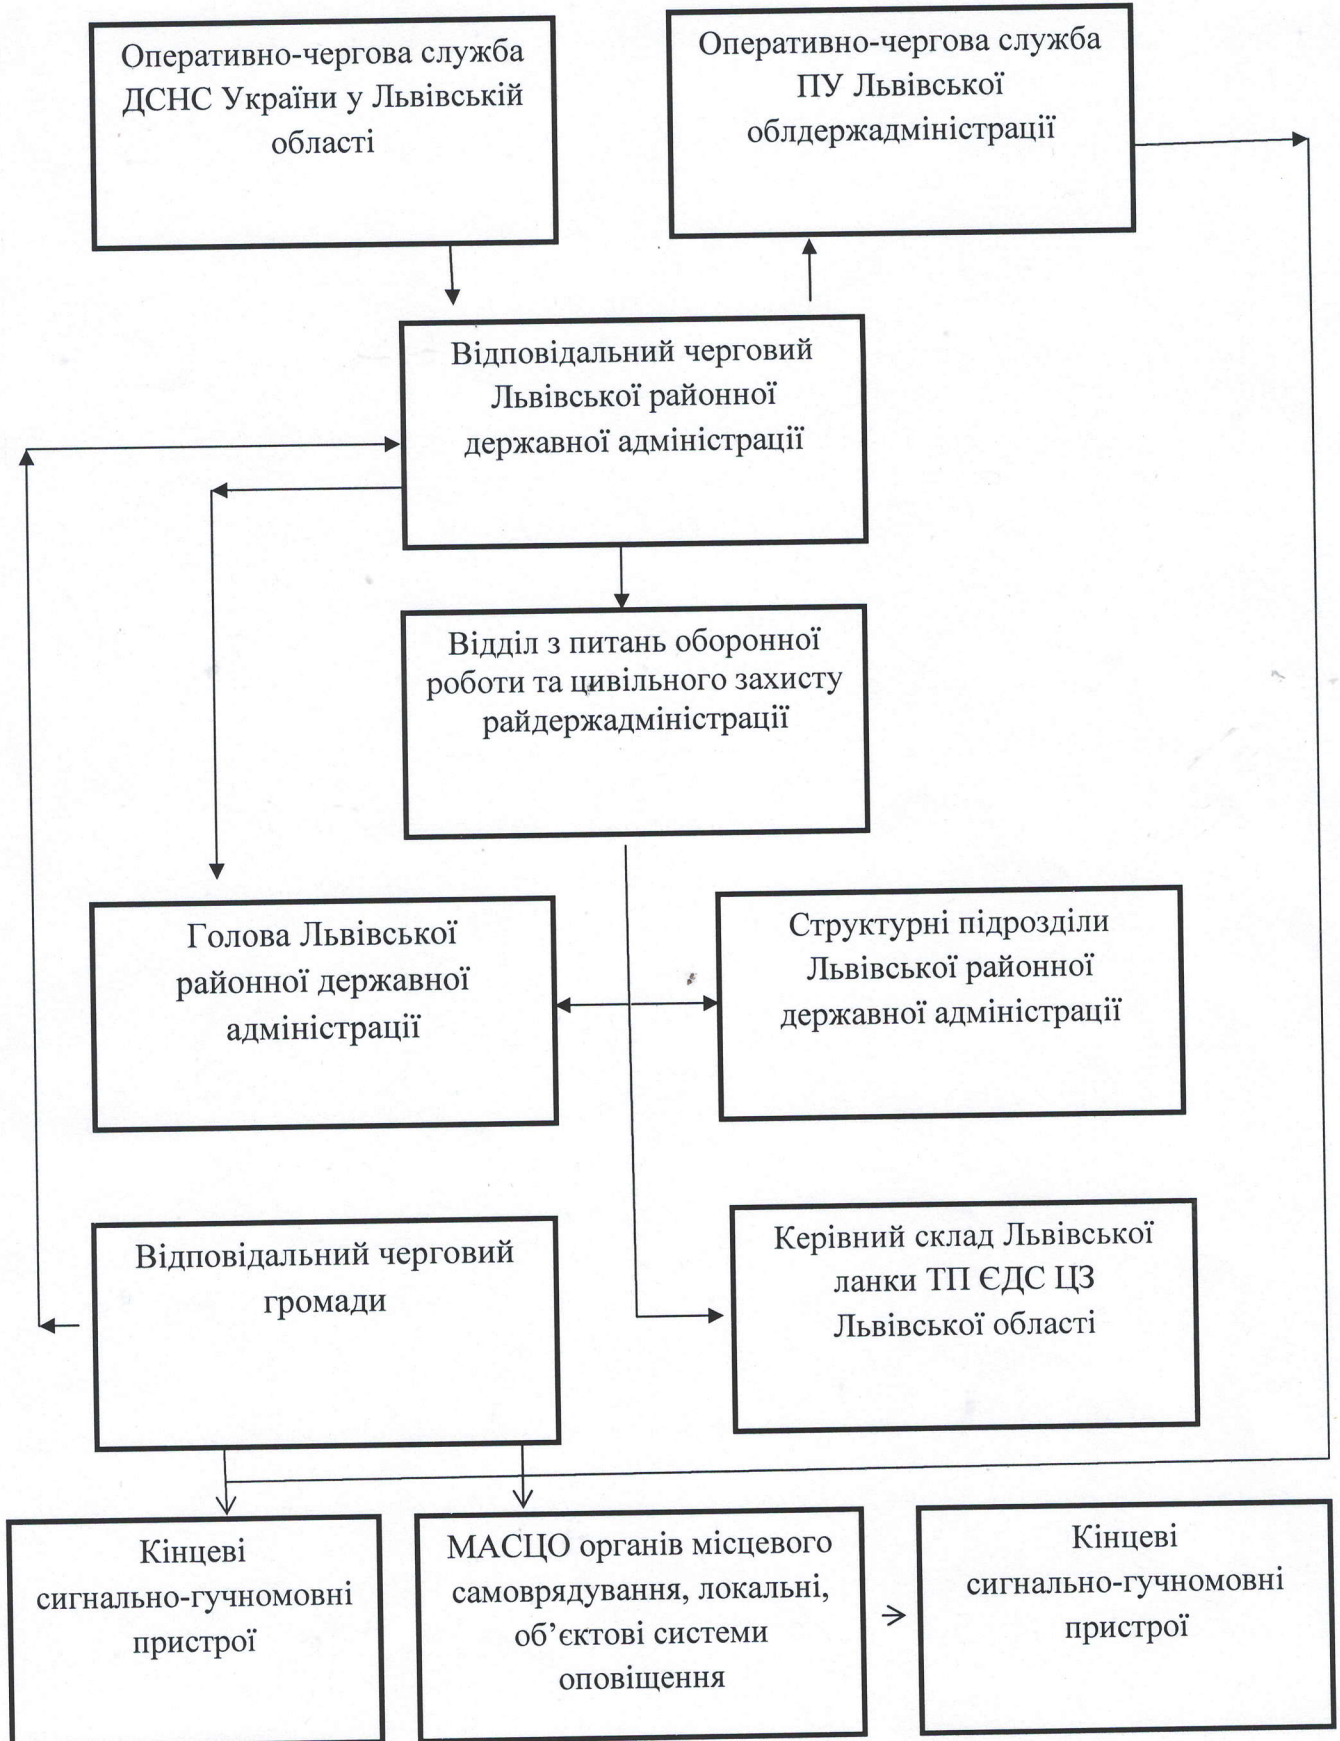 Оперативно-чергова служба
ДСНС України у Львівській
області
Оперативно-чергова служба
ПУ Львівської
облдержадміністрації
Відповідальний черговий
Львівської районної
державної адміністрації
Відділ з питань оборонної
роботи та цивільного захисту
райдержадміністрації
Голова Львівської
районної державної
адміністрації
Структурні підрозділи
Львівської районної
державної адміністрації
Відповідальний черговий
громади
Керівний склад Львівської
ланки ТП ЄДС ЦЗ
Львівської області
Кінцеві
сигнально-гучномовні
пристрої
МАСЦО органів місцевого
самоврядування, локальні,
об’єктові системи
оповіщення
Кінцеві
сигнально-гучномовні
пристрої